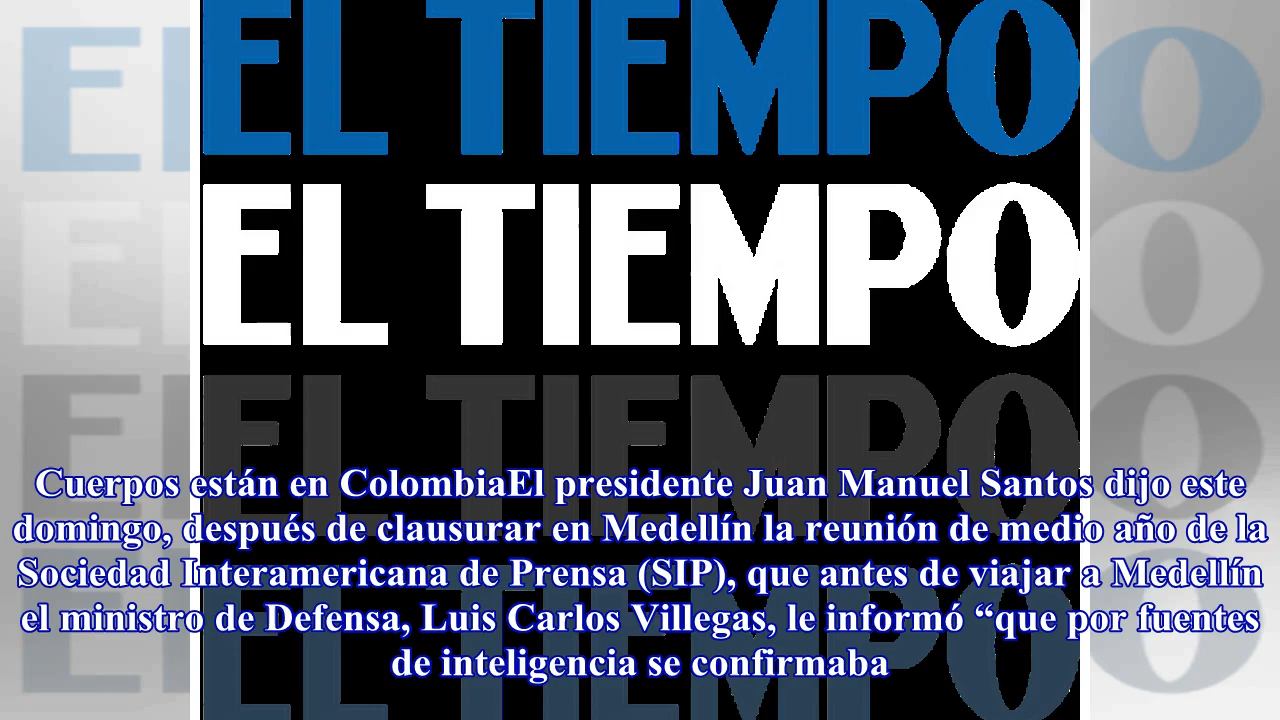 EL TIEMPO
EL TIEMPO
EL TIEMPO
Cuerpos están en ColombiaEl presidente Juan Manuel Santos dijo este
domingo, después de clausurar en Medellín la reunión de medio año de la
Sociedad Interamericana de Prensa (SIP), que antes de viajar a Medellín
el ministro de Defensa, Luis Carlos Villegas, le informó “que por fuentes
de inteligencia se confirmaba
EL TIEMPO